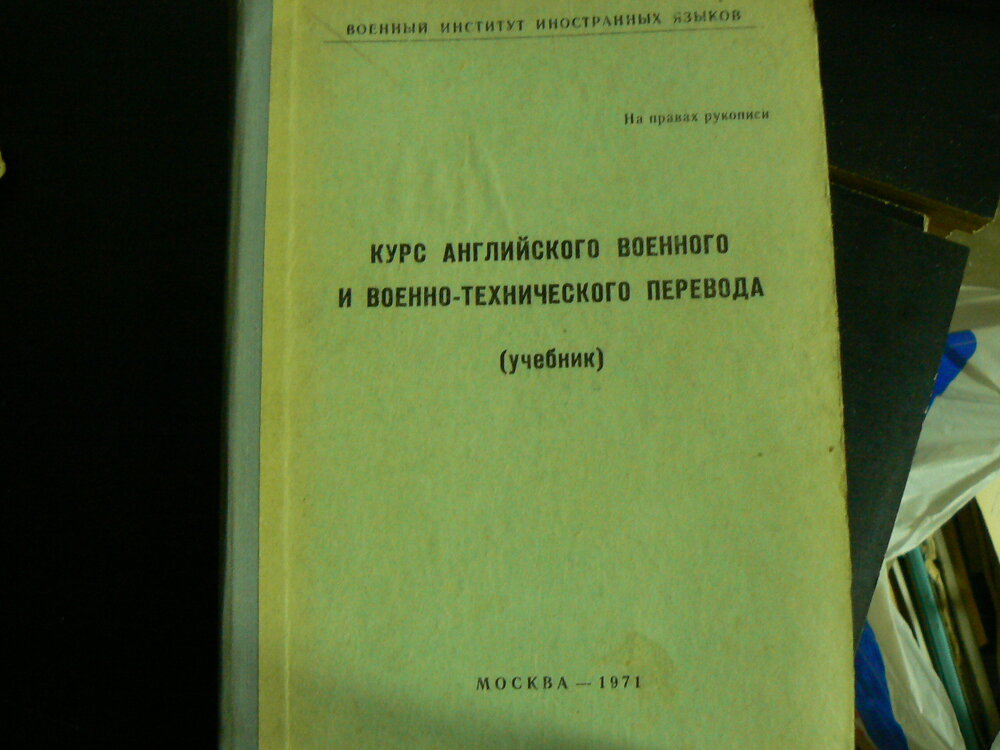 ВОЕННЫЙ ИНСТИТУТ ИНОСТРАННЫХ ЯЗЫКОВ
На правах рукописи
КУРС АНГЛИЙСКОГО ВОЕННОГО
И ВОЕННО-ТЕХНИЧЕСКОГО ПЕРЕВОДА
(учебник)
МОСКВА — 1971